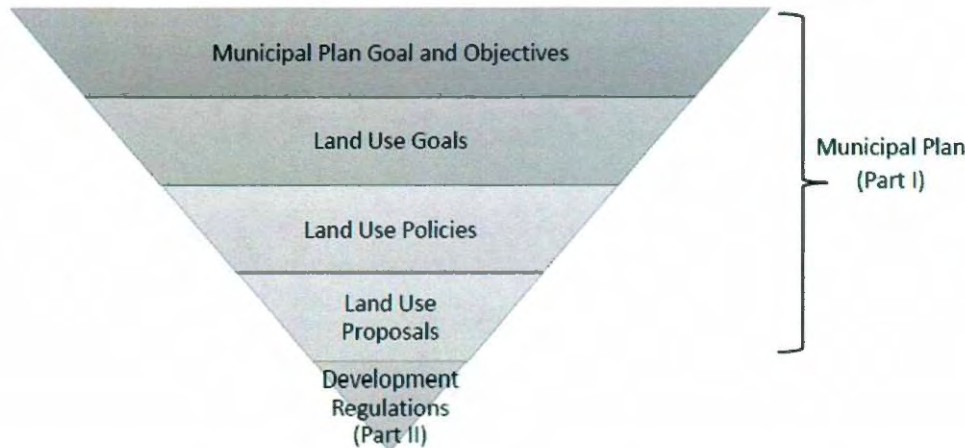 Municipal Plan Goal and Objectives
Land Use Goals
Municipal Plan
(Part I)
Land Use Policies
Land Use
Proposals
Development
Regulations
(Part II)